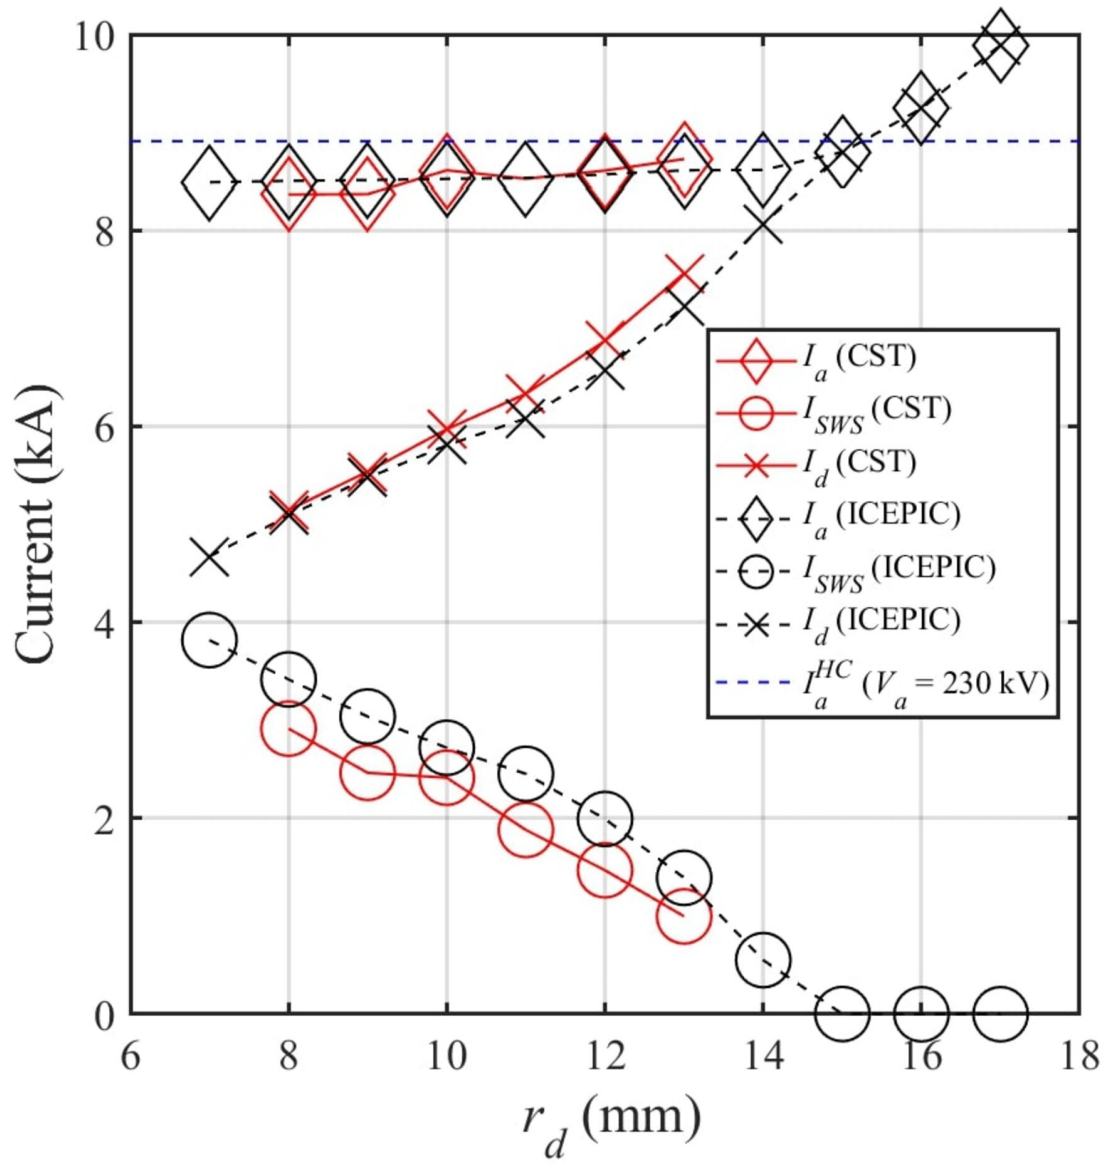 10
8
6
4
2
0
Current (kA)
6 8 10 12 14 16 18
r_d (mm)
I_a (CST)
I_SWS (CST)
I_d (CST)
I_a (ICEPIC)
I_SWS (ICEPIC)
I_d (ICEPIC)
I_a^HC (V_a = 230 kV)